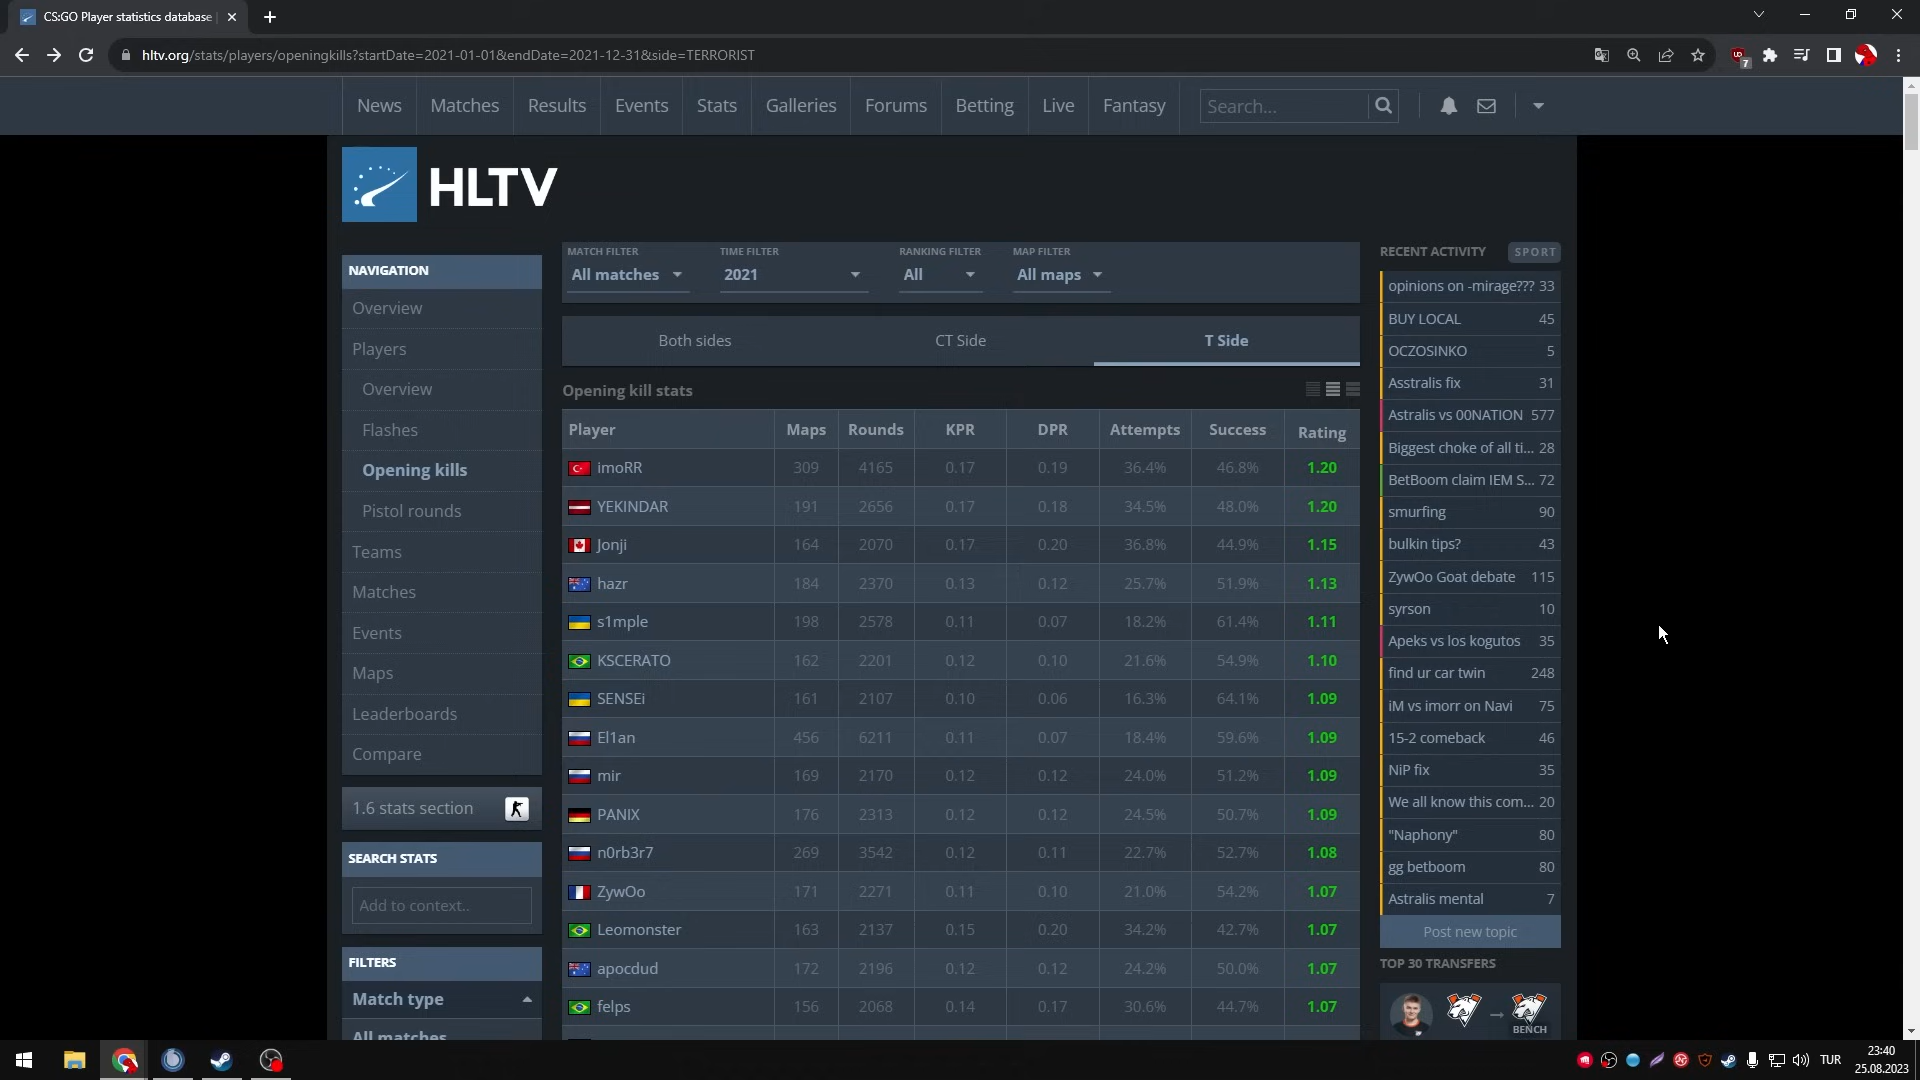 CS:GO Player statistics database |
hltv.org/stats/players/openingkills?startDate=2021-01-01&endDate=2021-12-31&side=TERRORIST
7
News Matches Results Events Stats Galleries Forums Betting Live Fantasy Search...
HLTV
NAVIGATION
Overview
Players
Overview
Flashes
Opening kills
Pistol rounds
Teams
Matches
Events
Maps
Leaderboards
Compare
1.6 stats section
SEARCH STATS
Add to context..
FILTERS
Match type
All matches
MATCH FILTER TIME FILTER RANKING FILTER MAP FILTER
All matches 2021 All All maps
Both sides CT Side T Side
Opening kill stats
Player Maps Rounds KPR DPR Attempts Success Rating
imoRR 309 4165 0.17 0.19 36.4% 46.8% 1.20
YEKINDAR 191 2656 0.17 0.18 34.5% 48.0% 1.20
Jonji 164 2070 0.17 0.20 36.8% 44.9% 1.15
hazr 184 2370 0.13 0.12 25.7% 51.9% 1.13
s1mple 198 2578 0.11 0.07 18.2% 61.4% 1.11
KSCERATO 162 2201 0.12 0.10 21.6% 54.9% 1.10
SENSEi 161 2107 0.10 0.06 16.3% 64.1% 1.09
El1an 456 6211 0.11 0.07 18.4% 59.6% 1.09
mir 169 2170 0.12 0.12 24.0% 51.2% 1.09
PANIX 176 2313 0.12 0.12 24.5% 50.7% 1.09
n0rb3r7 269 3542 0.12 0.11 22.7% 52.7% 1.08
ZywOo 171 2271 0.11 0.10 21.0% 54.2% 1.07
Leomonster 163 2137 0.15 0.20 34.2% 42.7% 1.07
apocdud 172 2196 0.12 0.12 24.2% 50.0% 1.07
felps 156 2068 0.14 0.17 30.6% 44.7% 1.07
RECENT ACTIVITY SPORT
opinions on -mirage??? 33
BUY LOCAL 45
OCZOSINKO 5
Asstralis fix 31
Astralis vs 00NATION 577
Biggest choke of all ti... 28
BetBoom claim IEM S... 72
smurfing 90
bulkin tips? 43
ZywOo Goat debate 115
syrson 10
Apeks vs los kogutos 35
find ur car twin 248
iM vs imorr on Navi 75
15-2 comeback 46
NiP fix 35
We all know this com... 20
"Naphony" 80
gg betboom 80
Astralis mental 7
Post new topic
TOP 30 TRANSFERS
BENCH
TUR
23:40
25.08.2023